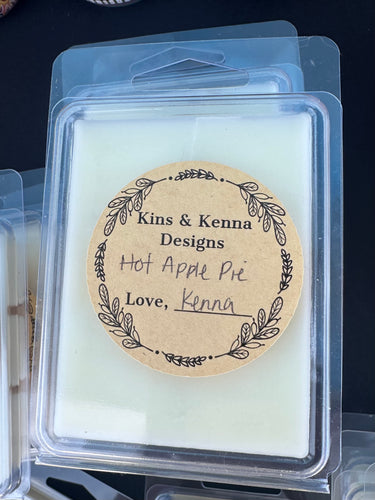 Kins & Kenna
Designs
Hot Apple Pie
Love, Kenna